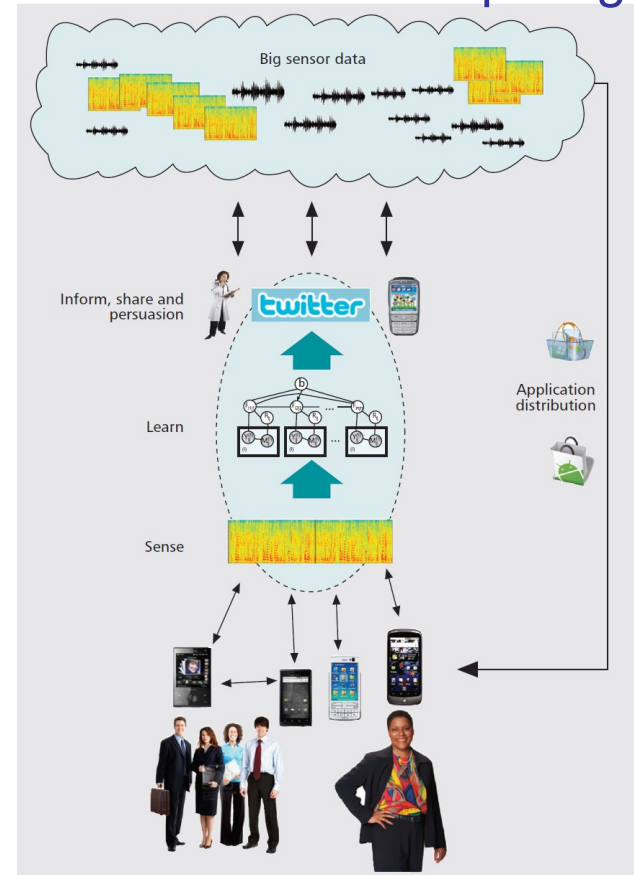 Big sensor data
Inform, share and
persuasion
twitter
b
...
Learn
...
Application
distribution
Sense